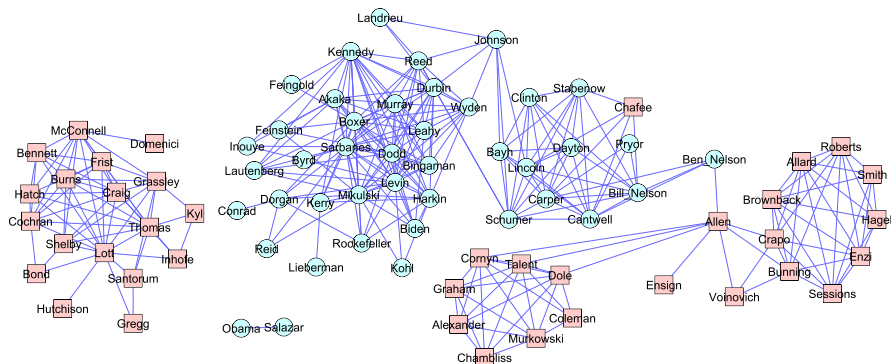 Landrieu
Johnson
Kennedy
Reed
Feingold
Durbin
Stabenow
Akaka
Murray
Wyden
Clinton
Chafee
Boxer
McConnell
Feinstein
Leahy
Domenici
Inouye
Sarbanes
Dodd
Bayh
Dayton
Pryor
Roberts
Bennett
Frist
Byrd
Bingaman
Lincoln
Ben, Nelson
Allard
Lautenberg
Smith
Burns
Craig
Grassley
Levin
Hatch
Dorgan
Kerry
Mikulski
Harkin
Carper
Bill, Nelson
Brownback
Conrad
Kyl
Schumer
Cantwell
Allen
Hagel
Cochran
Thomas
Biden
Shelby
Reid
Rockefeller
Crapo
Lott
Inhofe
Cornyn
Talent
Enzi
Bond
Lieberman
Kohl
Dole
Bunning
Santorum
Graham
Ensign
Voinovich
Sessions
Hutchison
Coleman
Gregg
Obama
Salazar
Alexander
Murkowski
Chambliss